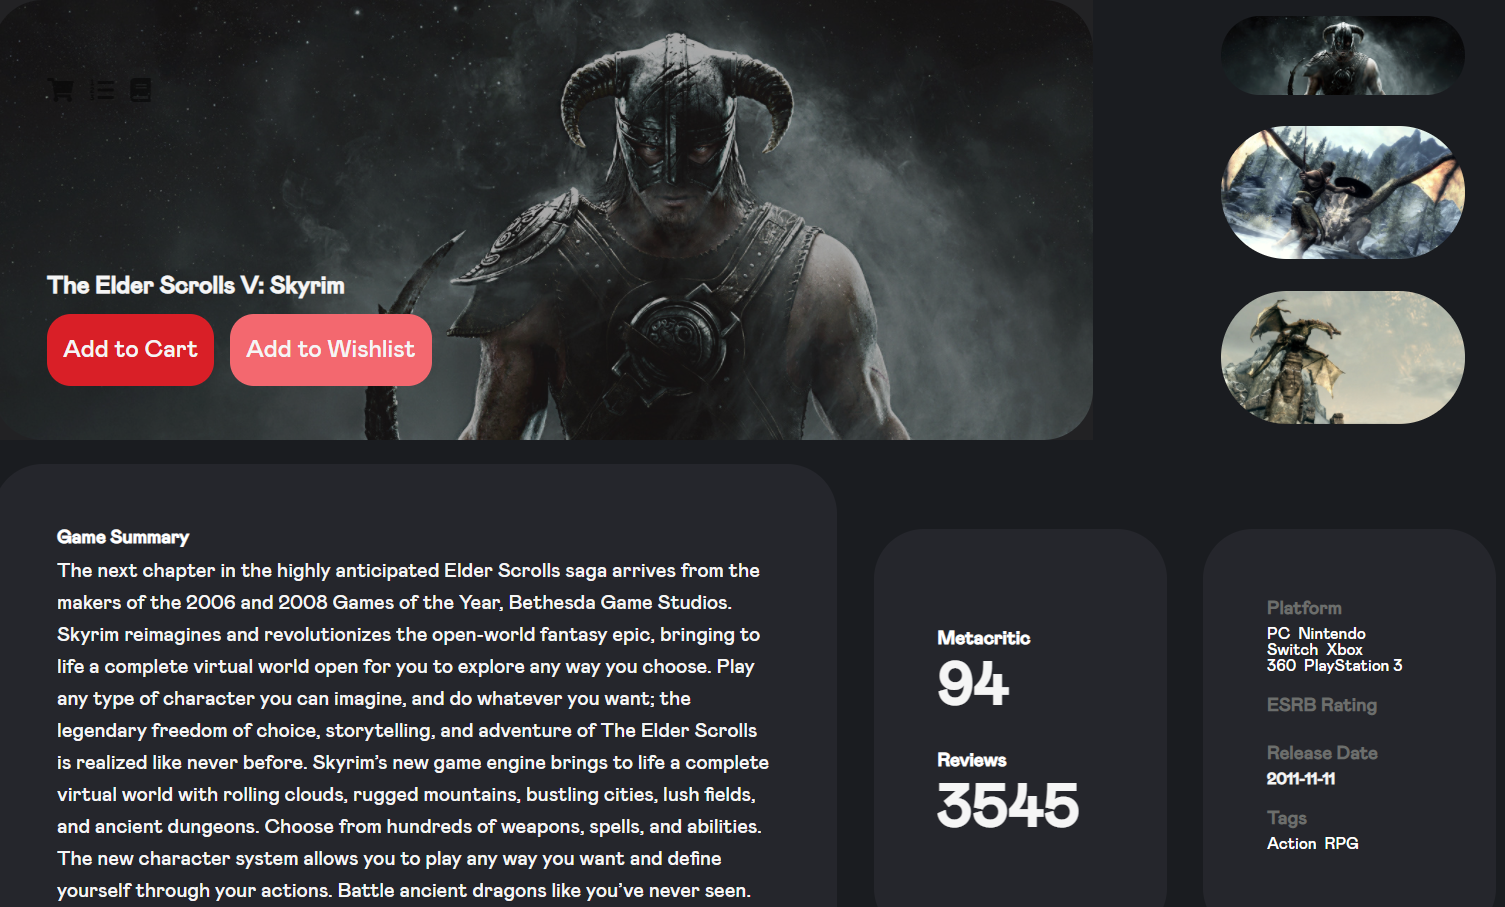 The Elder Scrolls V: Skyrim
Add to Cart
Add to Wishlist
Game Summary
The next chapter in the highly anticipated Elder Scrolls saga arrives from the
makers of the 2006 and 2008 Games of the Year, Bethesda Game Studios.
Skyrim reimagines and revolutionizes the open-world fantasy epic, bringing to
life a complete virtual world open for you to explore any way you choose. Play
any type of character you can imagine, and do whatever you want; the
legendary freedom of choice, storytelling, and adventure of The Elder Scrolls
is realized like never before. Skyrim’s new game engine brings to life a complete
virtual world with rolling clouds, rugged mountains, bustling cities, lush fields,
and ancient dungeons. Choose from hundreds of weapons, spells, and abilities.
The new character system allows you to play any way you want and define
yourself through your actions. Battle ancient dragons like you’ve never seen.
Metacritic
94
Reviews
3545
Platform
PC Nintendo
Switch Xbox
360 PlayStation 3
ESRB Rating
Release Date
2011-11-11
Tags
Action RPG